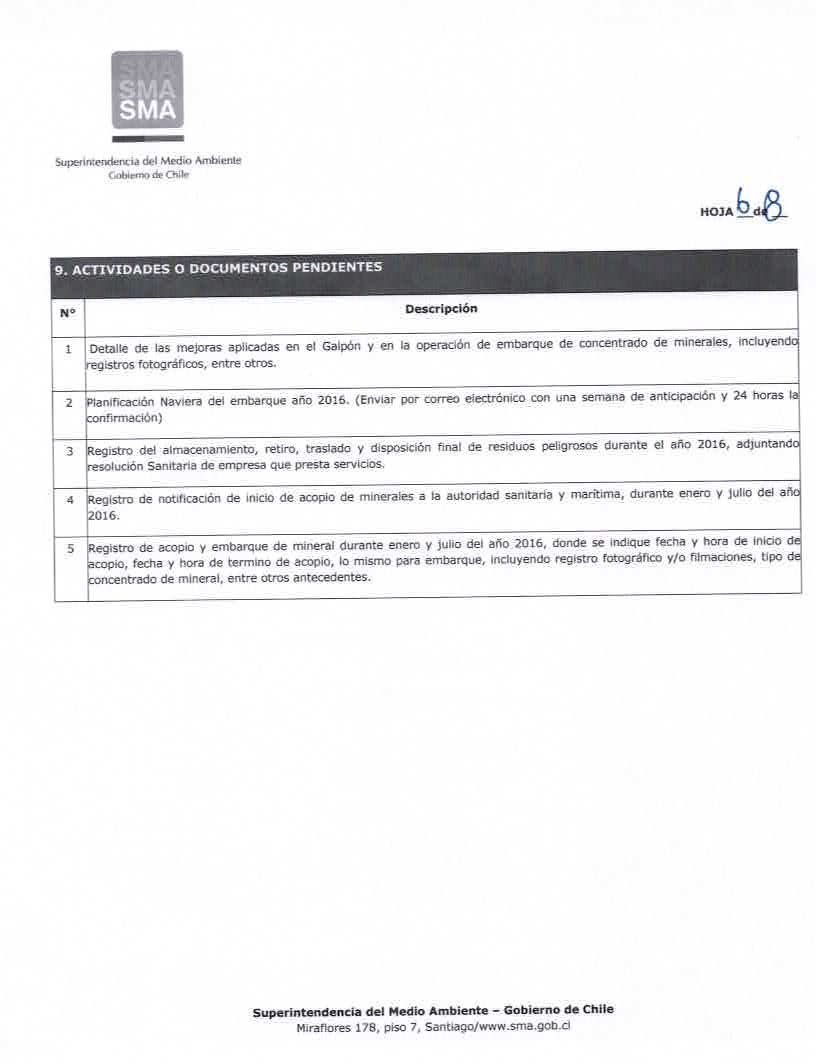 SMA
SMA
SMA
Superintendencia del Medio Ambiente
Gobierno de Chile
HOJA 6 de 8
9. ACTIVIDADES O DOCUMENTOS PENDIENTES
N° Descripción
1 Detalle de las mejoras aplicadas en el Galpón y en la operación de embarque de concentrado de minerales, incluyendo
registros fotográficos, entre otros.
2 Planificación Naviera del embarque año 2016. (Enviar por correo electrónico con una semana de anticipación y 24 horas la
confirmación)
3 Registro del almacenamiento, retiro, traslado y disposición final de residuos peligrosos durante el año 2016, adjuntando
resolución Sanitaria de empresa que presta servicios.
4 Registro de notificación de inicio de acopio de minerales a la autoridad sanitaria y marítima, durante enero y julio del año
2016.
5 Registro de acopio y embarque de mineral durante enero y julio del año 2016, donde se indique fecha y hora de inicio de
acopio, fecha y hora de termino de acopio, lo mismo para embarque, incluyendo registro fotográfico y/o filmaciones, tipo de
concentrado de mineral, entre otros antecedentes.
Superintendencia del Medio Ambiente – Gobierno de Chile
Miraflores 178, piso 7, Santiago/www.sma.gob.cl